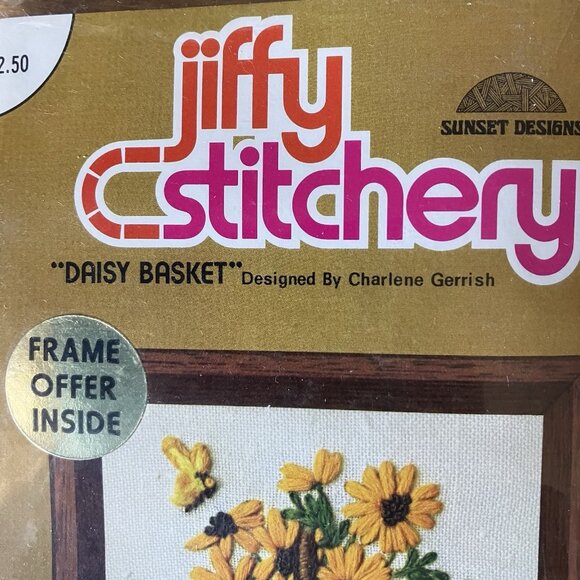 2.50
jiffy
stitchery
SUNSET DESIGNS
"DAISY BASKET" Designed By Charlene Gerrish
FRAME
OFFER
INSIDE